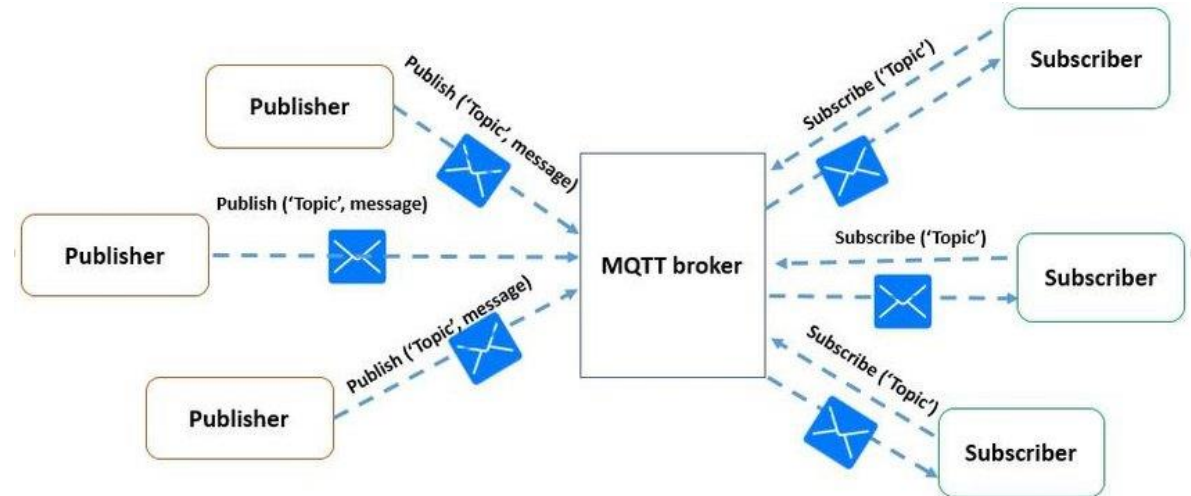 Publisher
Publish (‘Topic’, message)
Publisher
Publish (‘Topic’, message)
Publisher
Publish (‘Topic’, message)
MQTT broker
Subscribe (‘Topic’)
Subscriber
Subscribe (‘Topic’)
Subscriber
Subscribe (‘Topic’)
Subscriber